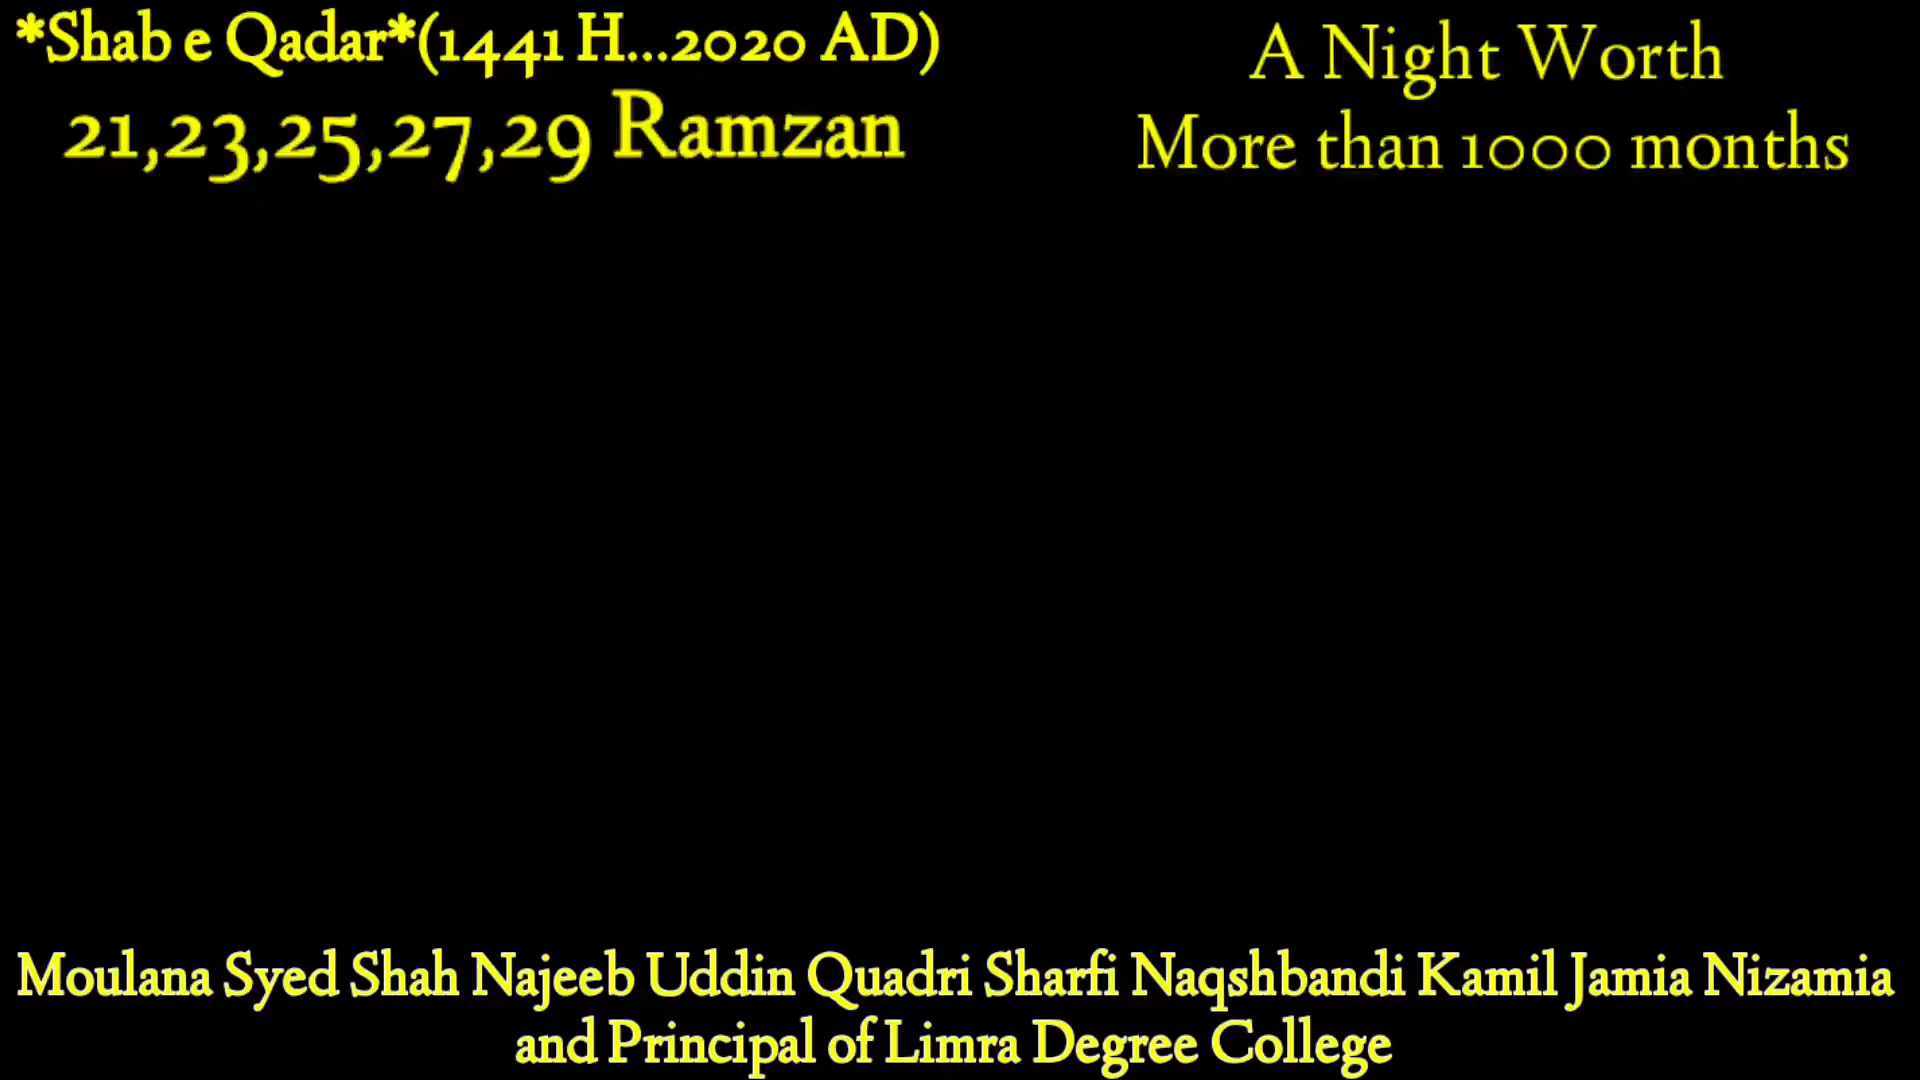 *Shab e Qadar*(1441 H...2020 AD)
21,23,25,27,29 Ramzan
A Night Worth
More than 1000 months
Moulana Syed Shah Najeeb Uddin Quadri Sharfi Naqshbandi Kamil Jamia Nizamia
and Principal of Limra Degree College